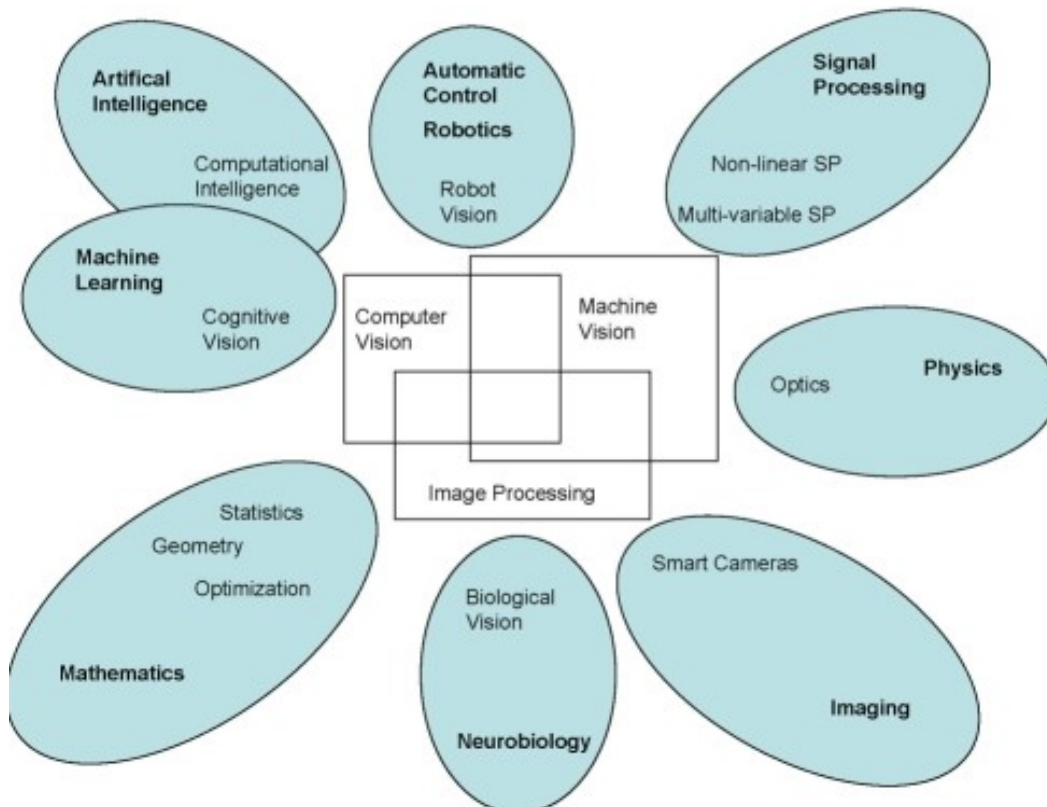 Artifical
Intelligence
Computational
Intelligence
Automatic
Control
Robotics
Robot
Vision
Signal
Processing
Non-linear SP
Multi-variable SP
Machine
Learning
Cognitive
Vision
Computer
Vision
Machine
Vision
Image Processing
Optics
Physics
Statistics
Geometry
Optimization
Mathematics
Biological
Vision
Neurobiology
Smart Cameras
Imaging